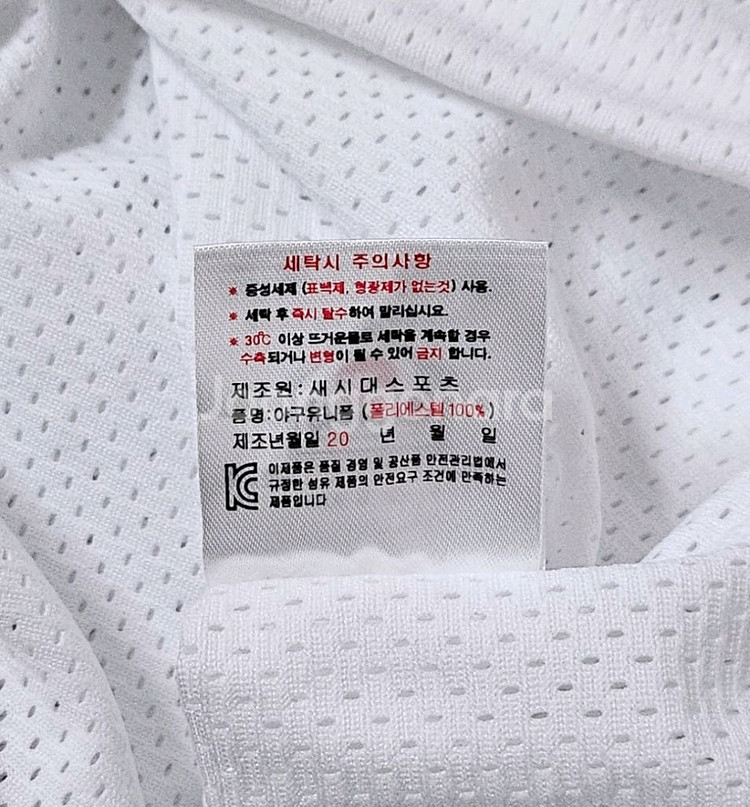 세탁시 주의사항
* 중성세제 (표백제, 형광제가 없는것) 사용.
* 세탁 후 즉시 탈수하여 말리십시요.
* 30℃ 이상 뜨거운물로 세탁을 계속할 경우
수축되거나 변형이 될 수 있어 금지 합니다.
제조원 : 새시대스포츠
품명 : 야구유니폼 (폴리에스텔100%)
제조년월일 20 년 월 일
이제품은 품질 경영 및 공산품 안전관리법에서
규정한 섬유 제품의 안전요구 조건에 만족하는
제품입니다